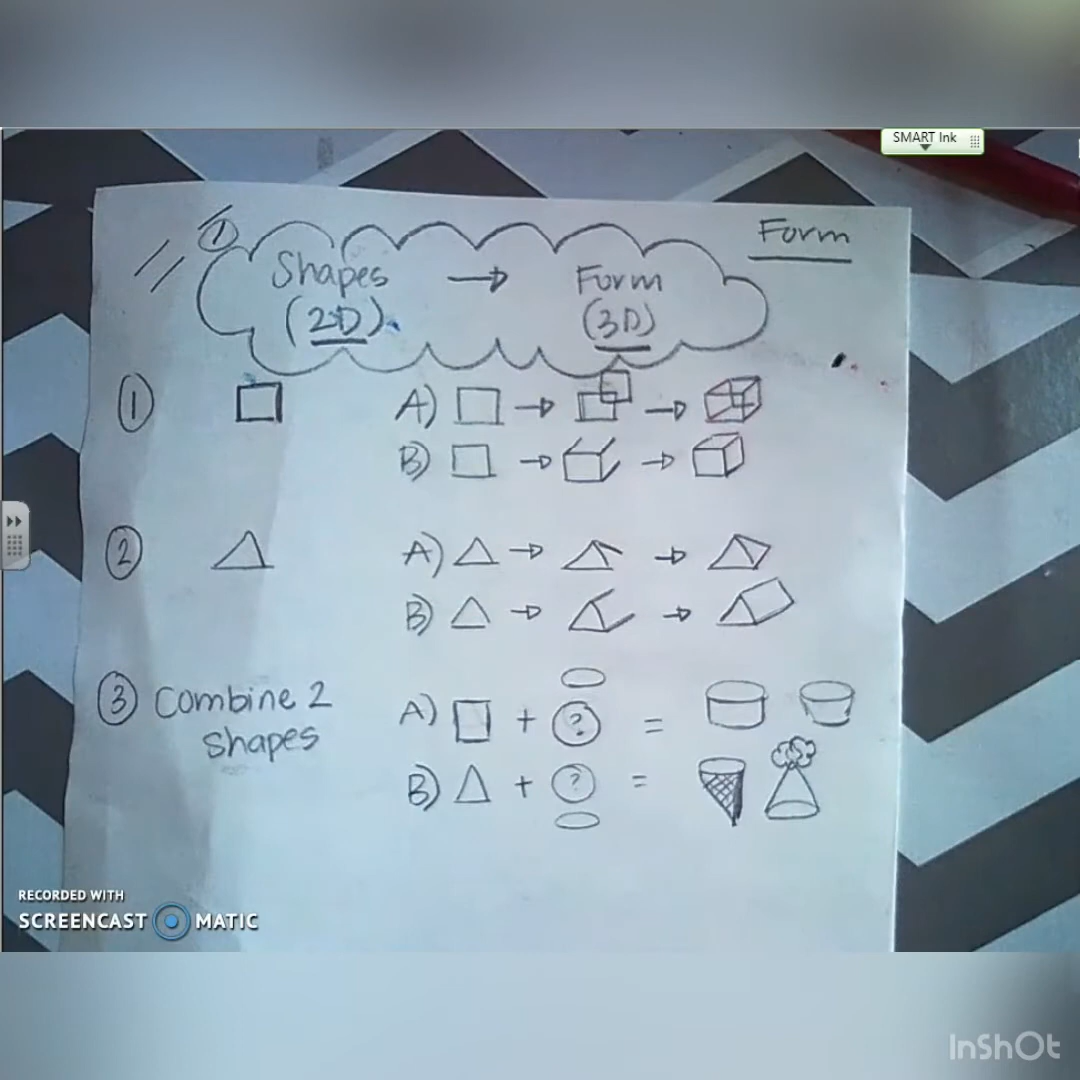 SMART Ink
Form
①
Shapes → Form
(2D) (3D)
① A) → →
B) → →
② A) → →
B) → →
③ Combine 2
shapes
A) + ? =
B) + ? =
RECORDED WITH
SCREENCAST MATIC
InShOt